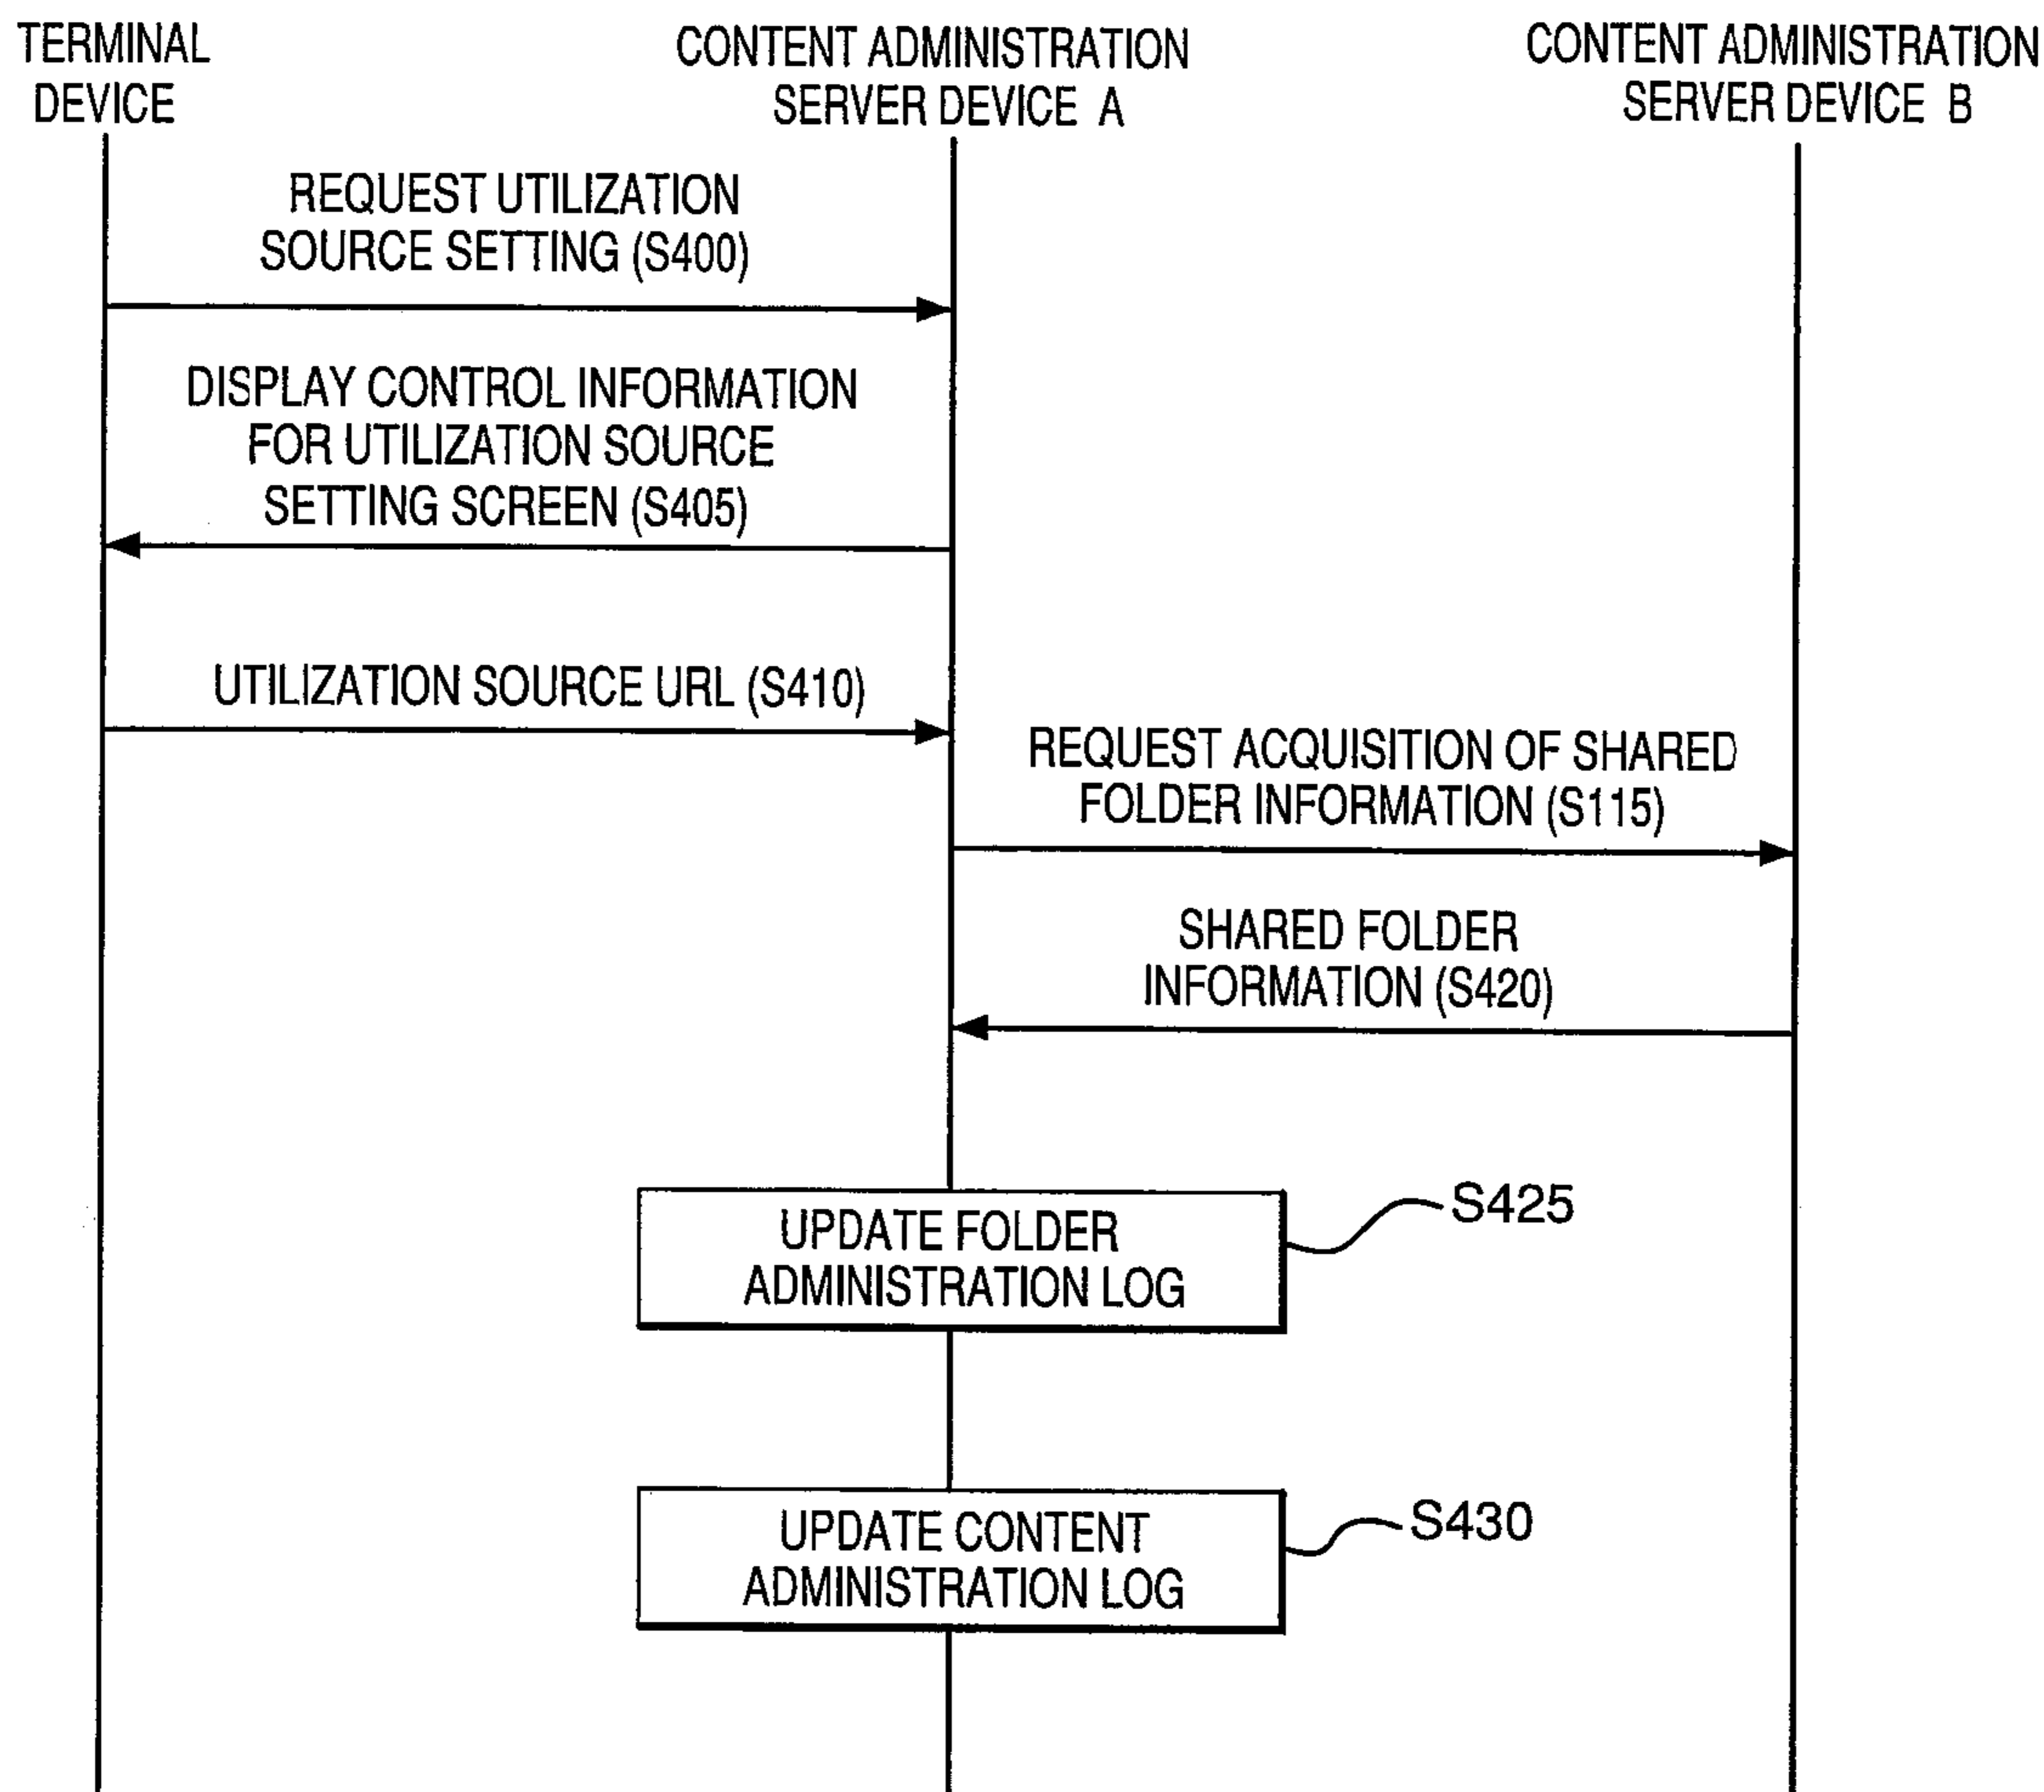 TERMINAL
DEVICE
CONTENT ADMINISTRATION
SERVER DEVICE A
CONTENT ADMINISTRATION
SERVER DEVICE B
REQUEST UTILIZATION
SOURCE SETTING (S400)
DISPLAY CONTROL INFORMATION
FOR UTILIZATION SOURCE
SETTING SCREEN (S405)
UTILIZATION SOURCE URL (S410)
REQUEST ACQUISITION OF SHARED
FOLDER INFORMATION (S115)
SHARED FOLDER
INFORMATION (S420)
UPDATE FOLDER
ADMINISTRATION LOG
S425
UPDATE CONTENT
ADMINISTRATION LOG
S430